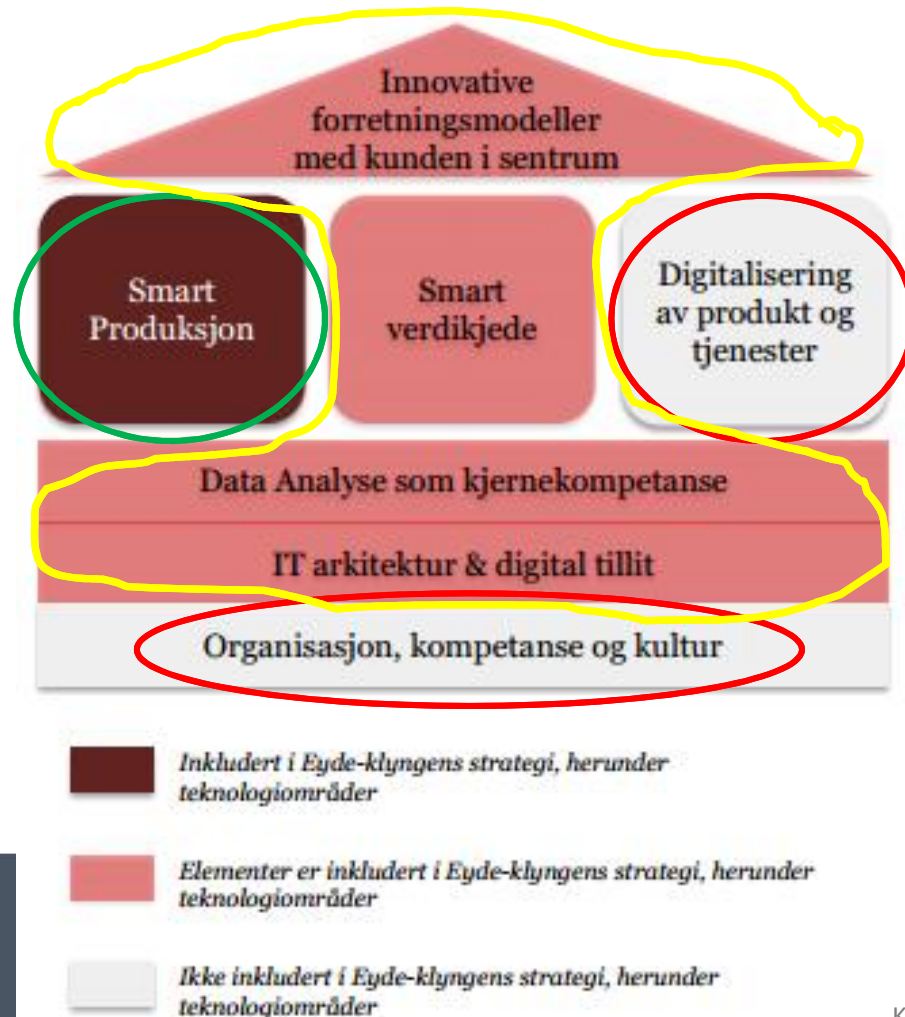 Innovative
forretningsmodeller
med kunden i sentrum
Smart
Produksjon
Smart
verdikjede
Digitalisering
av produkt og
tjenester
Data Analyse som kjernekompetanse
IT arkitektur & digital tillit
Organisasjon, kompetanse og kultur
Inkludert i Eyde-klyngens strategi, herunder
teknologiområder
Elementer er inkludert i Eyde-klyngens strategi, herunder
teknologiområder
Ikke inkludert i Eyde-klyngens strategi, herunder
teknologiområder